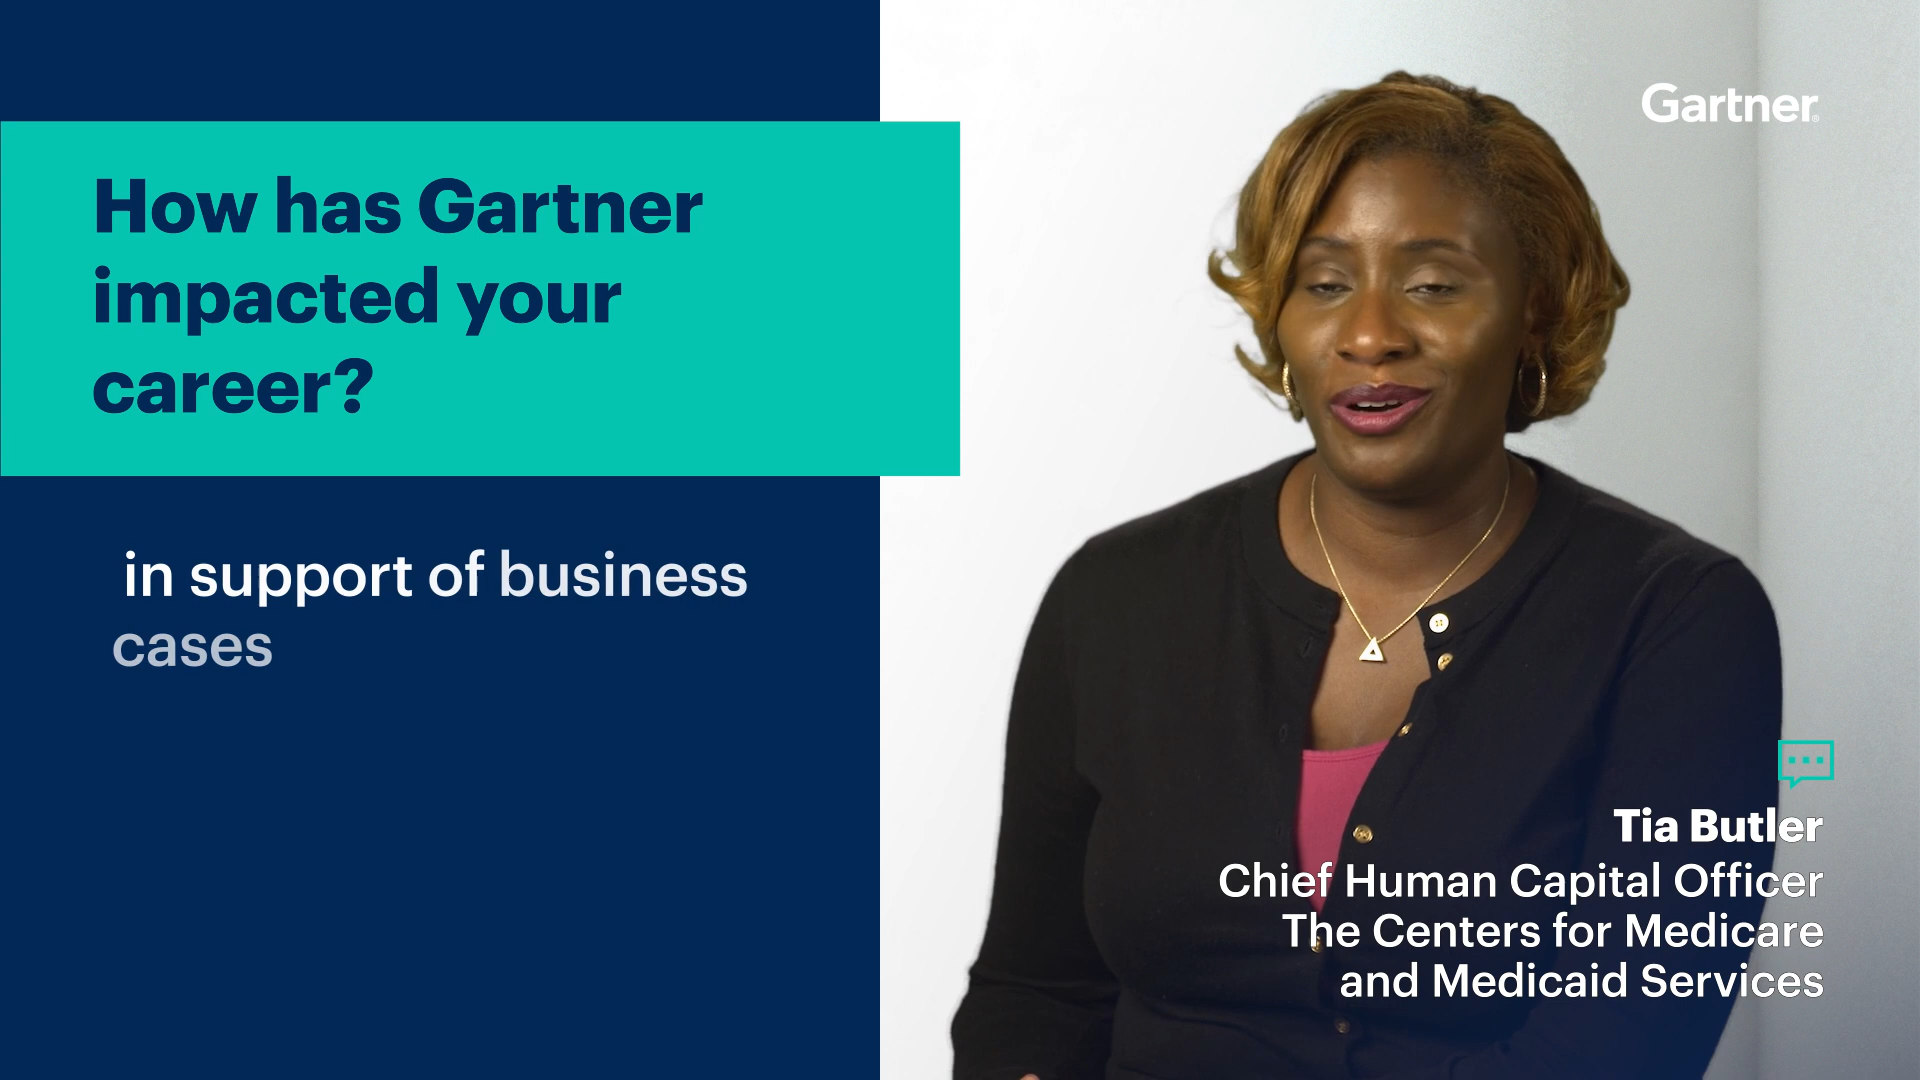 How has Gartner
impacted your
career?
in support of business
cases
Gartner®
Tia Butler
Chief Human Capital Officer
The Centers for Medicare
and Medicaid Services